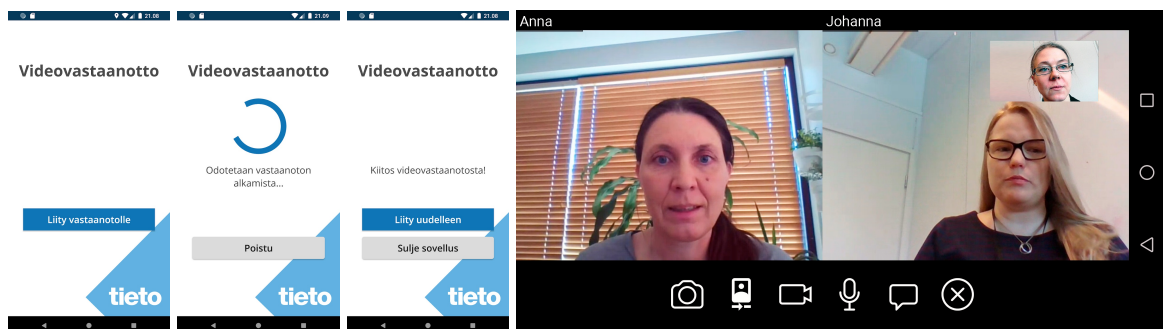 21.08
Videovastaanotto
Liity vastaanotolle
tieto
21.09
Videovastaanotto
Odotetaan vastaanoton
alkamista...
Poistu
tieto
21.08
Videovastaanotto
Kiitos videovastaanotosta!
Liity uudelleen
Sulje sovellus
tieto
Anna
Johanna